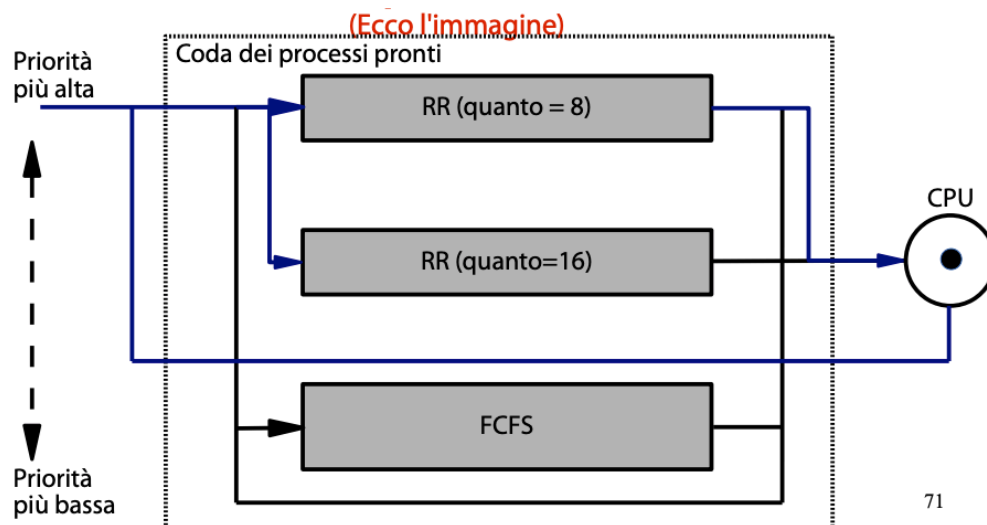 (Ecco l'immagine)
Coda dei processi pronti
Priorità
più alta
RR (quanto = 8)
CPU
RR (quanto=16)
FCFS
Priorità
più bassa
71